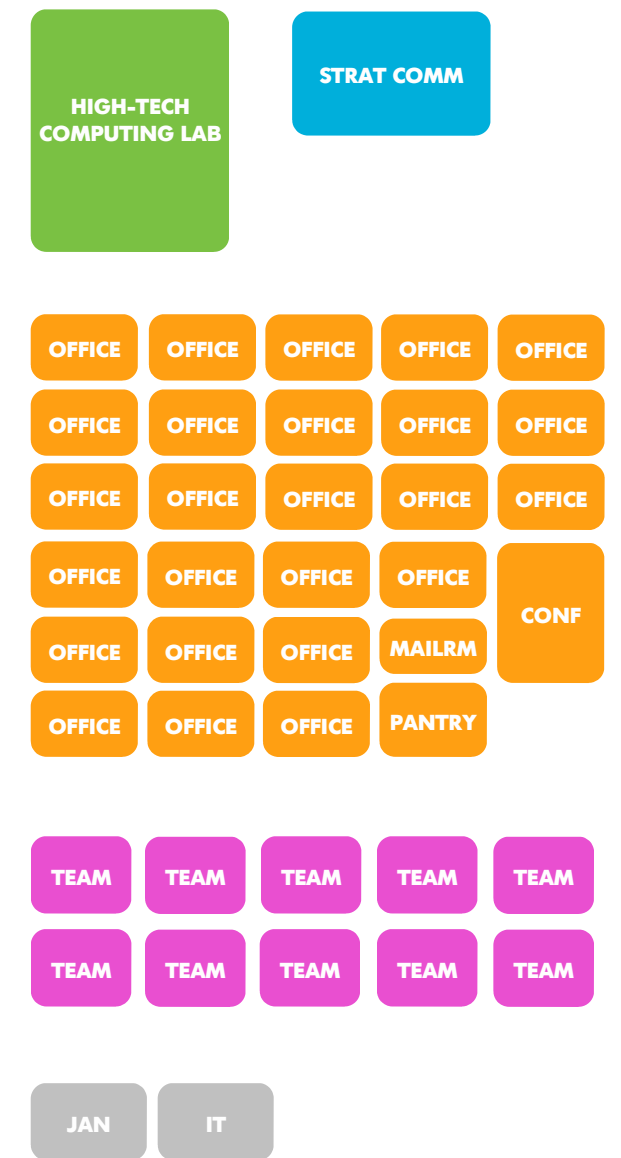 HIGH-TECH
COMPUTING LAB
STRAT COMM
OFFICE OFFICE OFFICE OFFICE OFFICE
OFFICE OFFICE OFFICE OFFICE OFFICE
OFFICE OFFICE OFFICE OFFICE OFFICE
OFFICE OFFICE OFFICE OFFICE
CONF
OFFICE OFFICE OFFICE MAILRM
OFFICE OFFICE OFFICE PANTRY
TEAM TEAM TEAM TEAM TEAM
TEAM TEAM TEAM TEAM TEAM
JAN IT